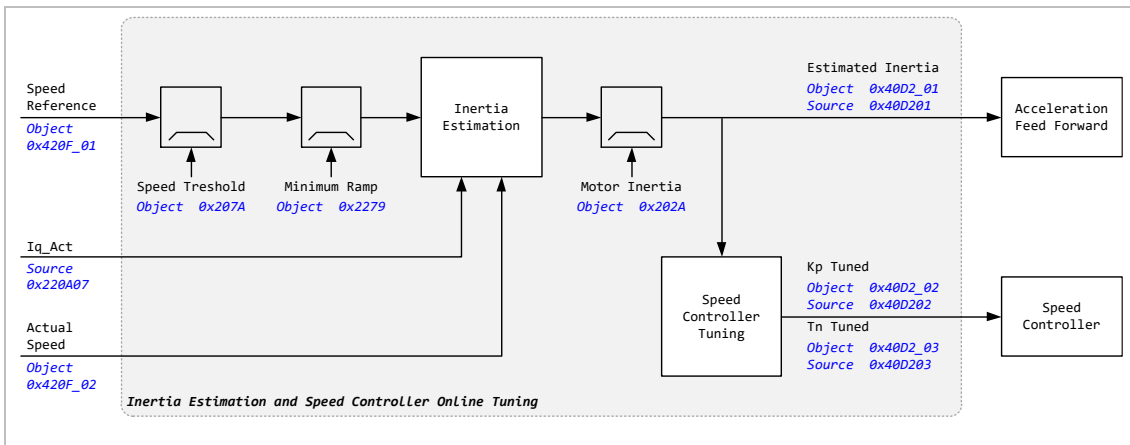 Speed
Reference
Object
0x420F_01
Speed Treshold
Object 0x207A
Minimum Ramp
Object 0x2279
Inertia
Estimation
Motor Inertia
Object 0x202A
Estimated Inertia
Object 0x40D2_01
Source 0x40D201
Acceleration
Feed Forward
Iq_Act
Source
0x220A07
Actual
Speed
Object
0x420F_02
Speed
Controller
Tuning
Kp Tuned
Object 0x40D2_02
Source 0x40D202
Tn Tuned
Object 0x40D2_03
Source 0x40D203
Speed
Controller
Inertia Estimation and Speed Controller Online Tuning